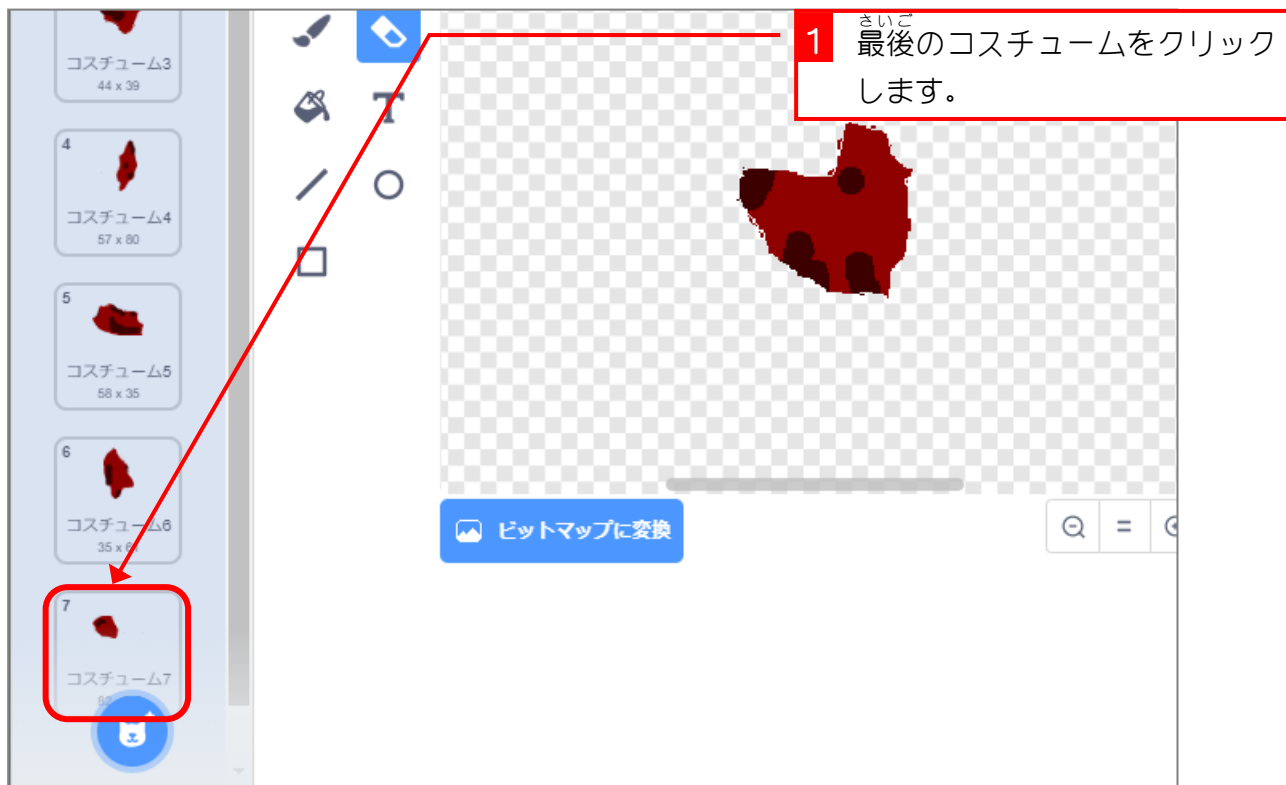 コスチューム3
44 x 39
4
コスチューム4
57 x 80
5
コスチューム5
58 x 35
6
コスチューム6
35 x 61
7
コスチューム7
T
ビットマップに変換
1
さいご
最後のコスチュームをクリック
します。